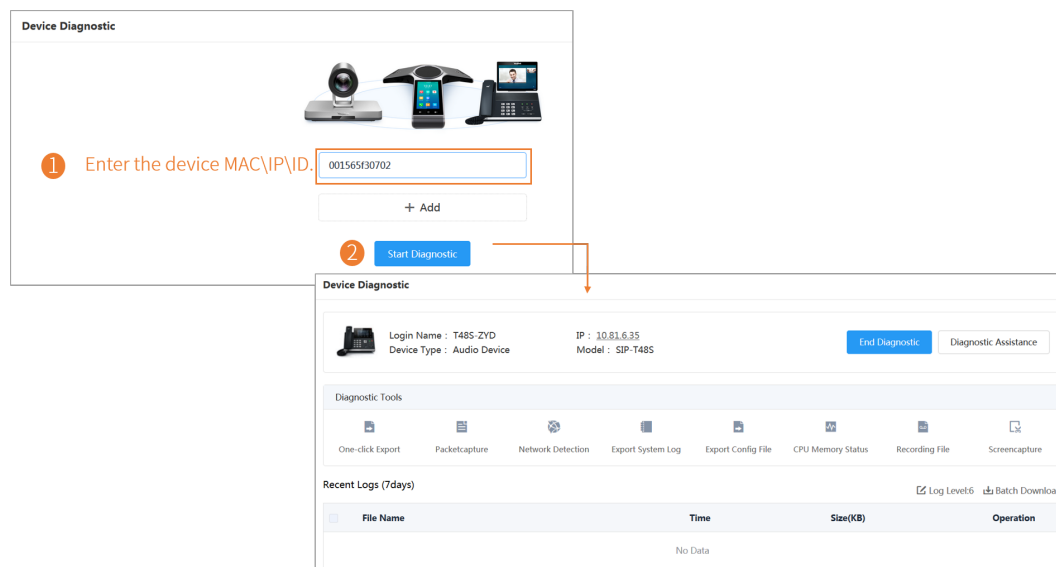 Device Diagnostic
1 Enter the device MAC\IP\ID. 001565f30702
+ Add
2 Start Diagnostic
Device Diagnostic
Login Name : T48S-ZYD IP : 10.81.6.35 End Diagnostic Diagnostic Assistance
Device Type : Audio Device Model : SIP-T48S
Diagnostic Tools
One-click Export Packetcapture Network Detection Export System Log Export Config File CPU Memory Status Recording File Screencapture
Recent Logs (7days) Log Level:6 Batch Downloa
File Name Time Size(KB) Operation
No Data